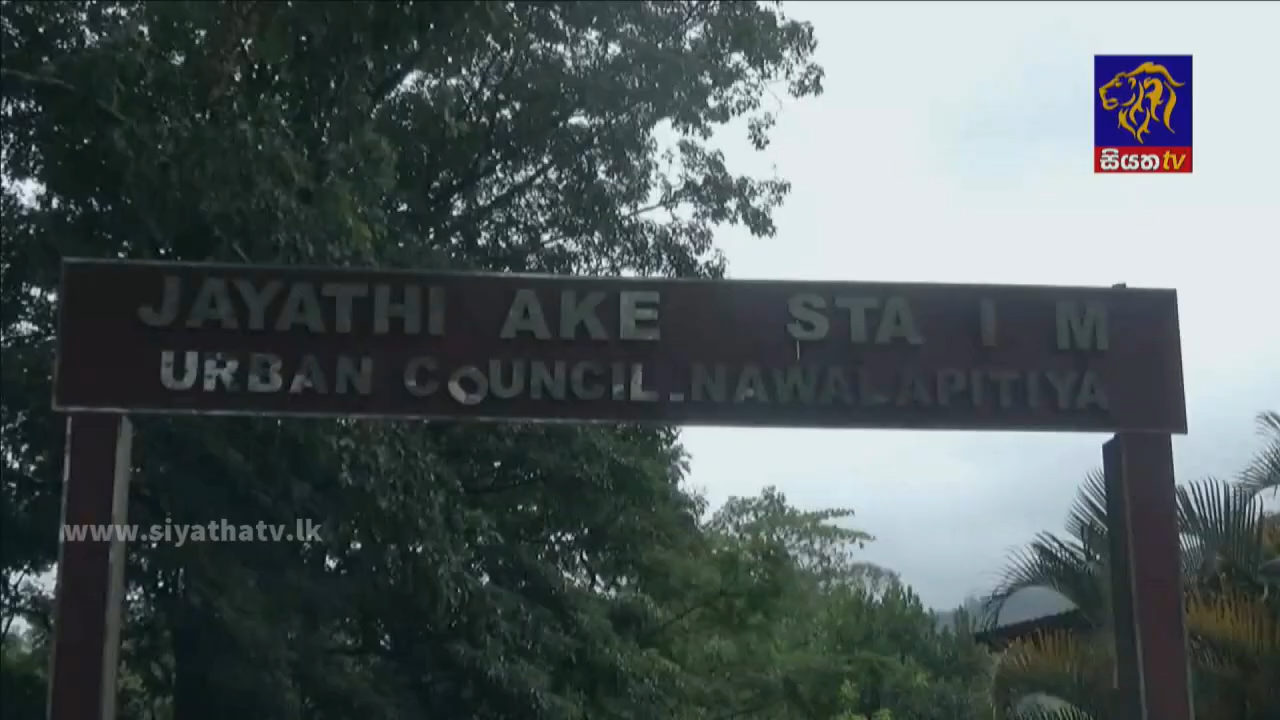 සියත tv
JAYATHI AKE STA I M
URBAN COUNCIL.NAWALAPITIYA
www.siyathatv.lk